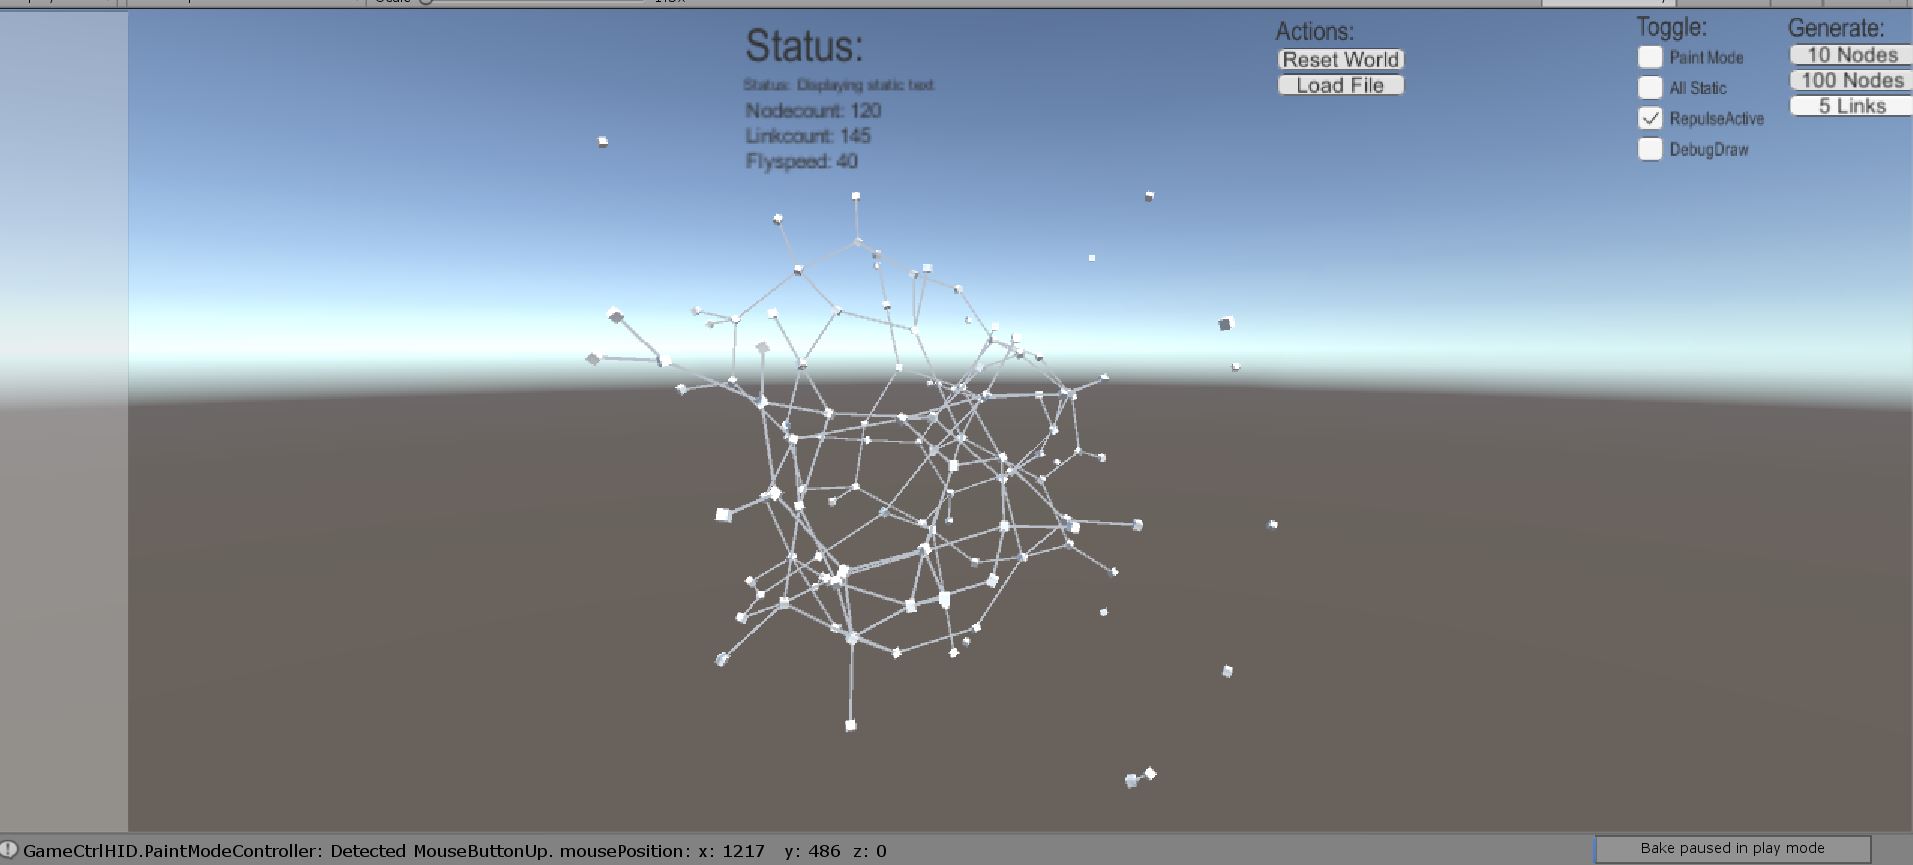 Status:
Status: Displaying static text
Nodecount: 120
Linkcount: 145
Flyspeed: 40
Actions:
Reset World
Load File
Toggle:
Paint Mode
All Static
RepulseActive
DebugDraw
Generate:
10 Nodes
100 Nodes
5 Links
GameCtrlHID.PaintModeController: Detected MouseButtonUp. mousePosition: x: 1217 y: 486 z: 0
Bake paused in play mode